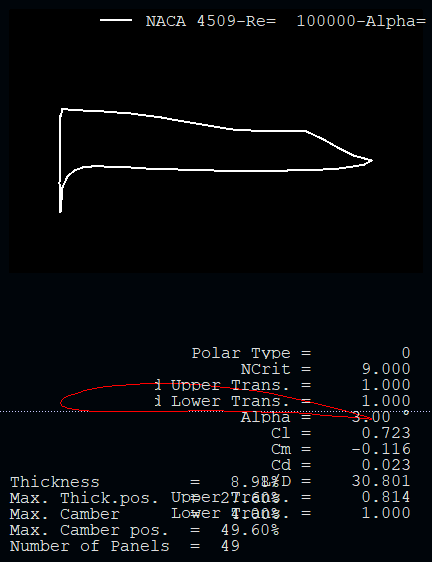 NACA 4509-Re=  100000-Alpha=
Polar Type = 0
NCrit = 9.000
Upper Trans. = 1.000
Lower Trans. = 1.000
Alpha = 3.00 °
Cl = 0.723
Cm = -0.116
Cd = 0.023
L/D = 30.801
Upper Trans. = 0.814
Lower Trans. = 1.000
Thickness = 8.98%
Max. Thick.pos. = 27.60%
Max. Camber = 4.00%
Max. Camber pos. = 49.60%
Number of Panels = 49